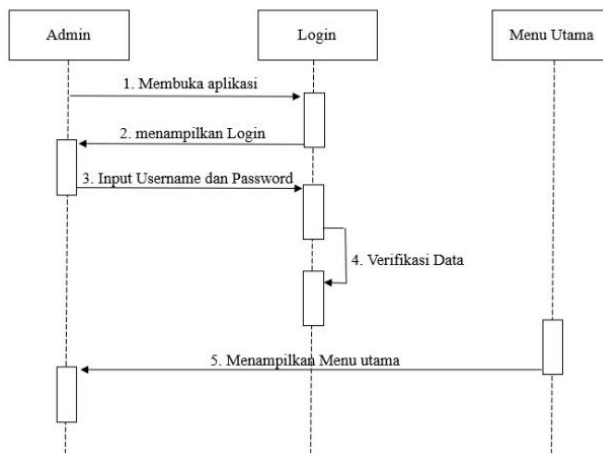 Admin
Login
Menu Utama
1. Membuka aplikasi
2. menampilkan Login
3. Input Username dan Password
4. Verifikasi Data
5. Menampilkan Menu utama